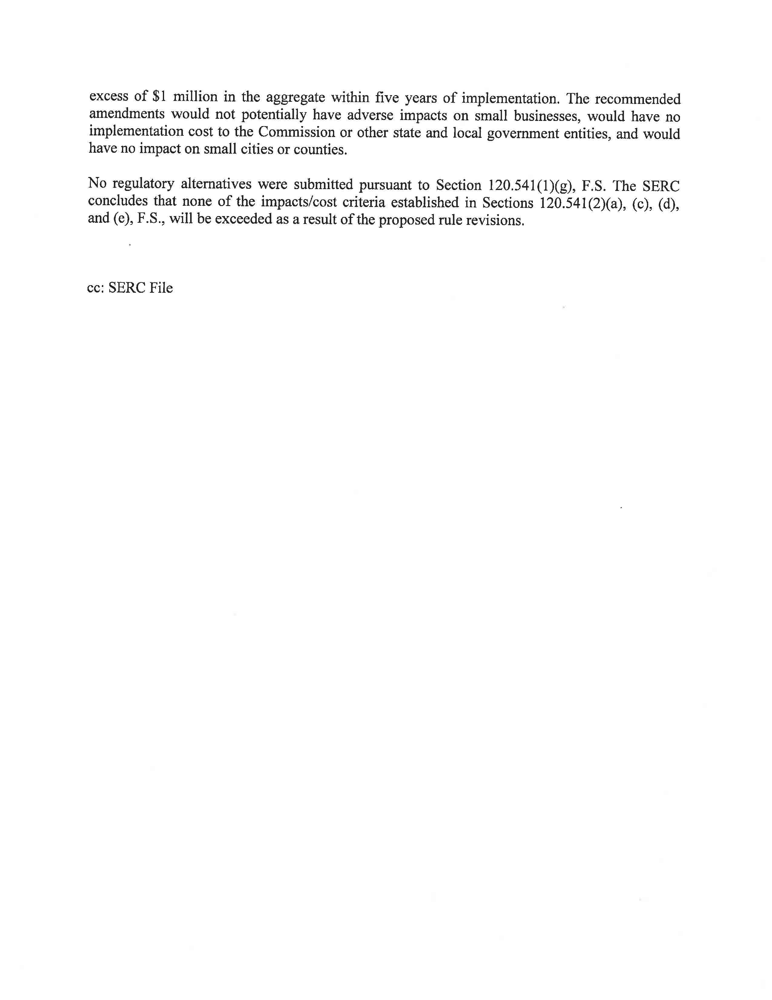 excess of $1 million in the aggregate within five years of implementation. The recommended
amendments would not potentially have adverse impacts on small businesses, would have no
implementation cost to the Commission or other state and local government entities, and would
have no impact on small cities or counties.
No regulatory alternatives were submitted pursuant to Section 120.541(1)(g), F.S. The SERC
concludes that none of the impacts/cost criteria established in Sections 120.541(2)(a), (c), (d),
and (e), F.S., will be exceeded as a result of the proposed rule revisions.
cc: SERC File